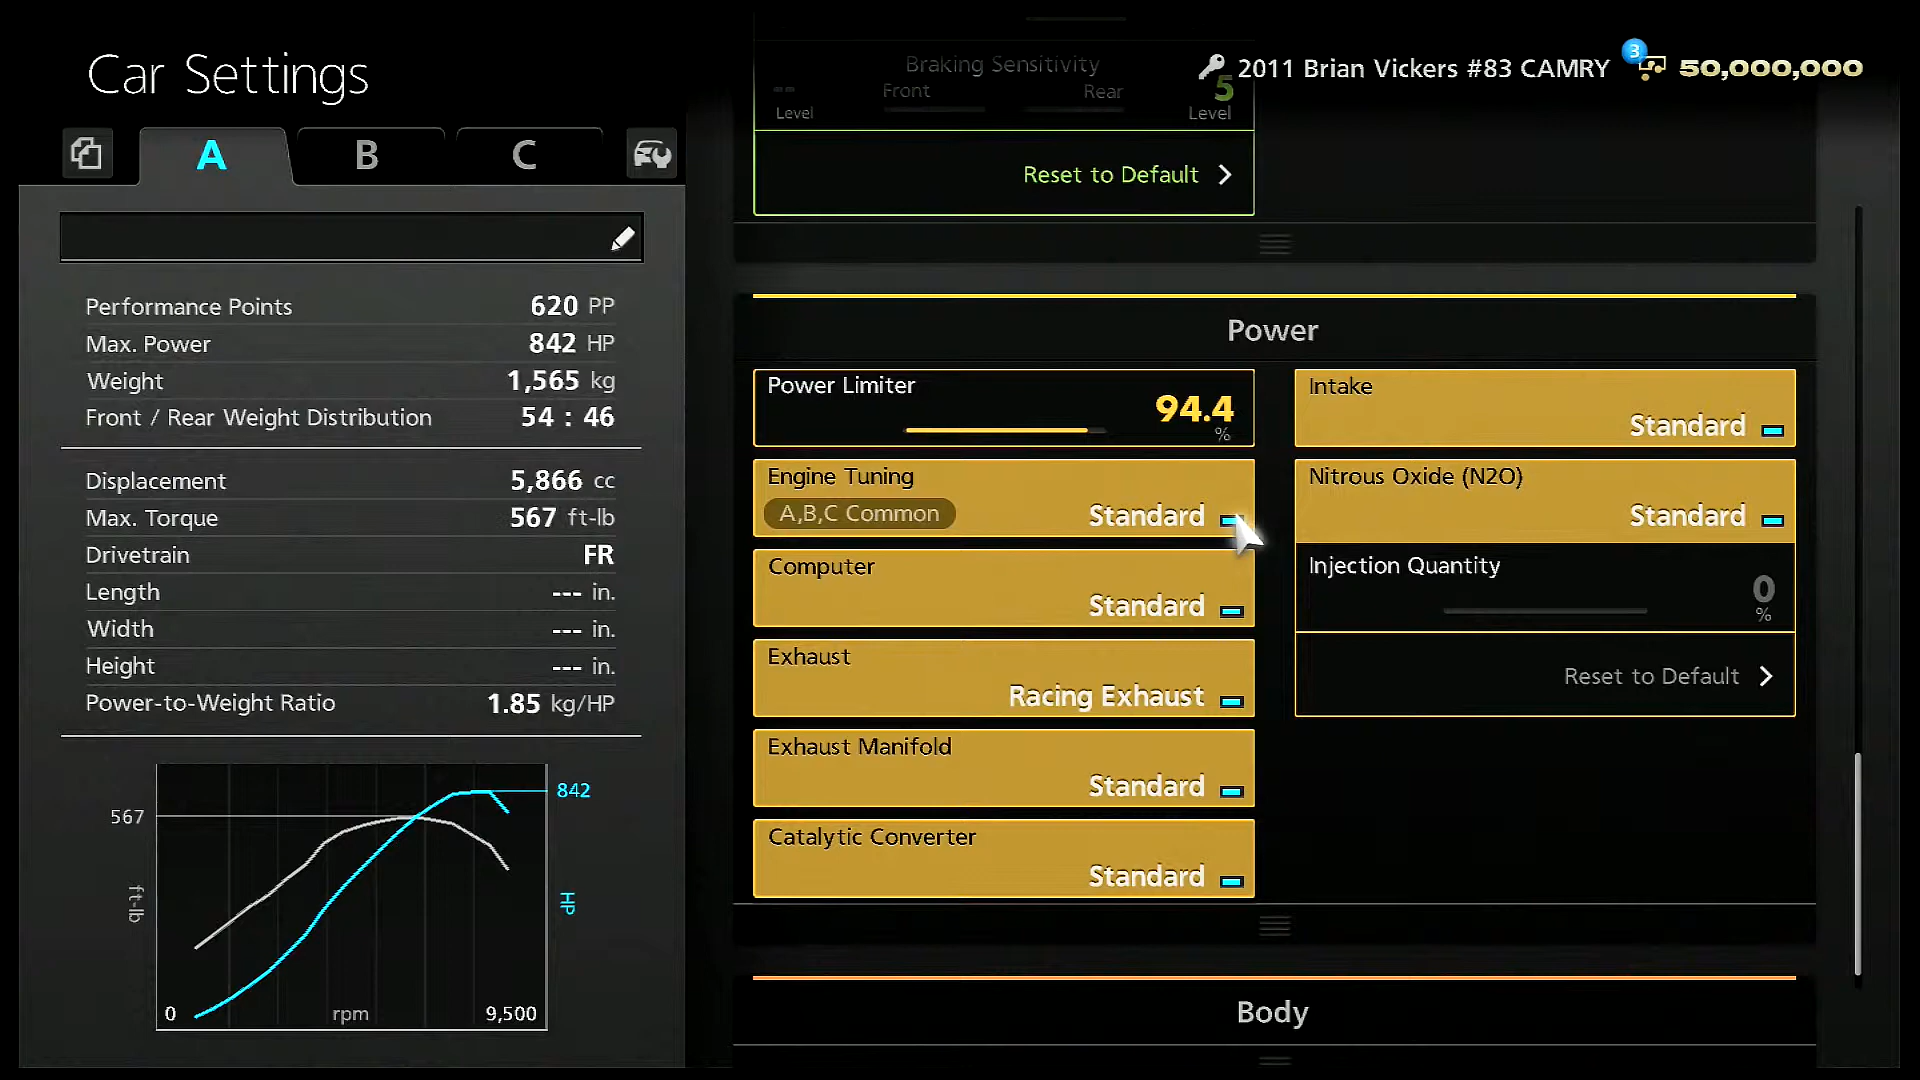 Car Settings
2011 Brian Vickers #83 CAMRY
3
50,000,000
A
B
C
Performance Points 620 PP
Max. Power 842 HP
Weight 1,565 kg
Front / Rear Weight Distribution 54 : 46
Displacement 5,866 cc
Max. Torque 567 ft-lb
Drivetrain FR
Length --- in.
Width --- in.
Height --- in.
Power-to-Weight Ratio 1.85 kg/HP
842
567
ft-lb
HP
0 rpm 9,500
Braking Sensitivity
-- Front Rear 5
Level Level
Reset to Default
Power
Power Limiter
94.4
%
Engine Tuning
A,B,C Common Standard
Computer
Standard
Exhaust
Racing Exhaust
Exhaust Manifold
Standard
Catalytic Converter
Standard
Intake
Standard
Nitrous Oxide (N2O)
Standard
Injection Quantity
0
%
Reset to Default
Body